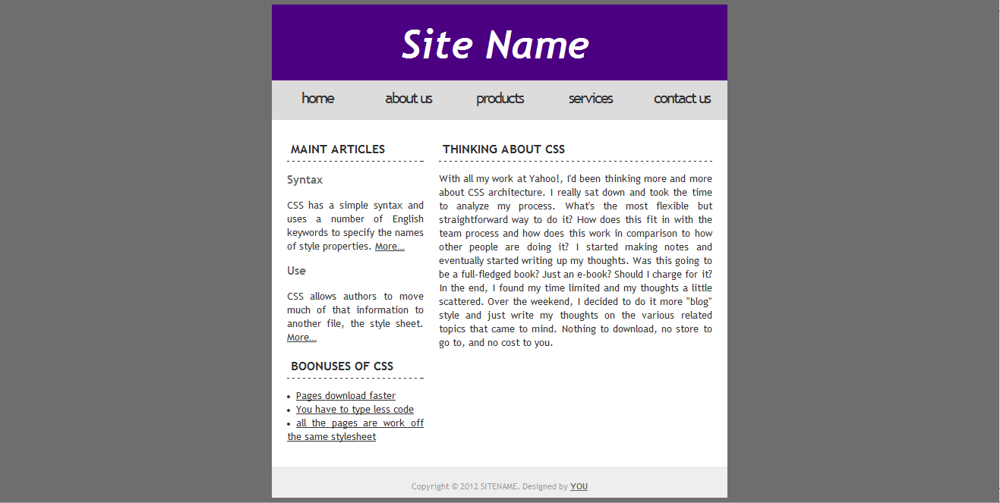 Site Name
home about us products services contact us
MAINT ARTICLES
Syntax
CSS has a simple syntax and
uses a number of English
keywords to specify the names
of style properties. More...
Use
CSS allows authors to move
much of that information to
another file, the style sheet.
More...
BOONUSES OF CSS
• Pages download faster
• You have to type less code
• all the pages are work off
the same stylesheet
THINKING ABOUT CSS
With all my work at Yahoo!, I'd been thinking more and more
about CSS architecture. I really sat down and took the time
to analyze my process. What's the most flexible but
straightforward way to do it? How does this fit in with the
team process and how does this work in comparison to how
other people are doing it? I started making notes and
eventually started writing up my thoughts. Was this going to
be a full-fledged book? Just an e-book? Should I charge for it?
In the end, I found my time limited and my thoughts a little
scattered. Over the weekend, I decided to do it more "blog"
style and just write my thoughts on the various related
topics that came to mind. Nothing to download, no store to
go to, and no cost to you.
Copyright © 2012 SITENAME. Designed by YOU